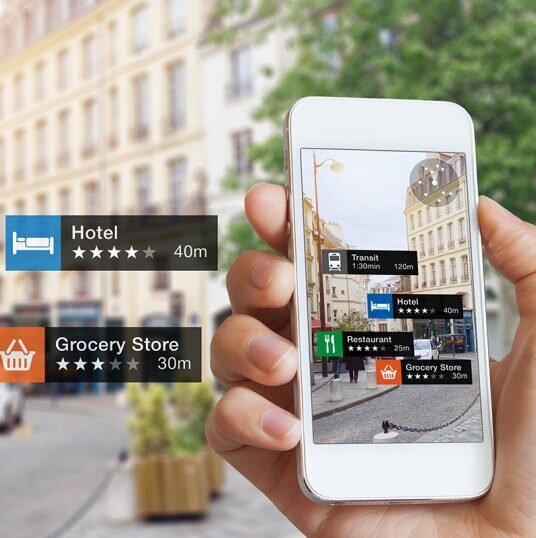 Hotel
★★★★★ 40m
Grocery Store
★★★★★ 30m
Transit
1:30min 120m
Hotel
★★★★★ 40m
Restaurant
★★★★★ 25m
Grocery Store
★★★★★ 30m